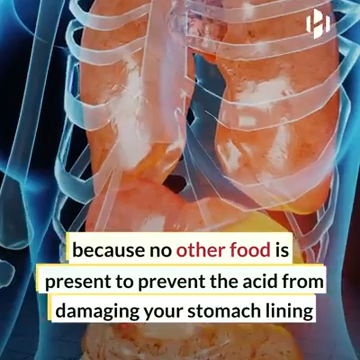 because no other food is
present to prevent the acid from
damaging your stomach lining